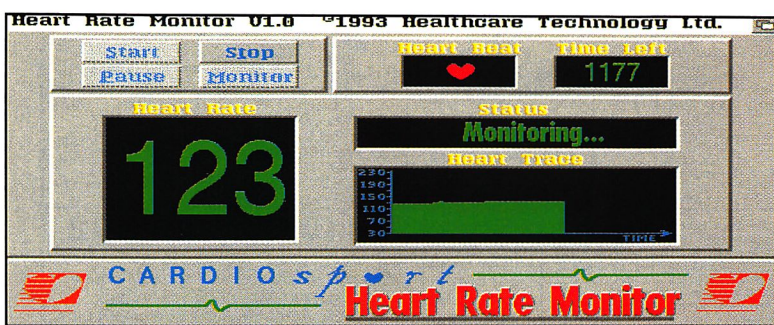 Heart Rate Monitor V1.0 ©1993 Healthcare Technology Ltd.
Start Stop
Pause Monitor
Heart Beat Time Left
1177
Heart Rate
123
Status
Monitoring...
Heart Trace
230
190
150
110
70
30
TIME
CARDIO sport
Heart Rate Monitor